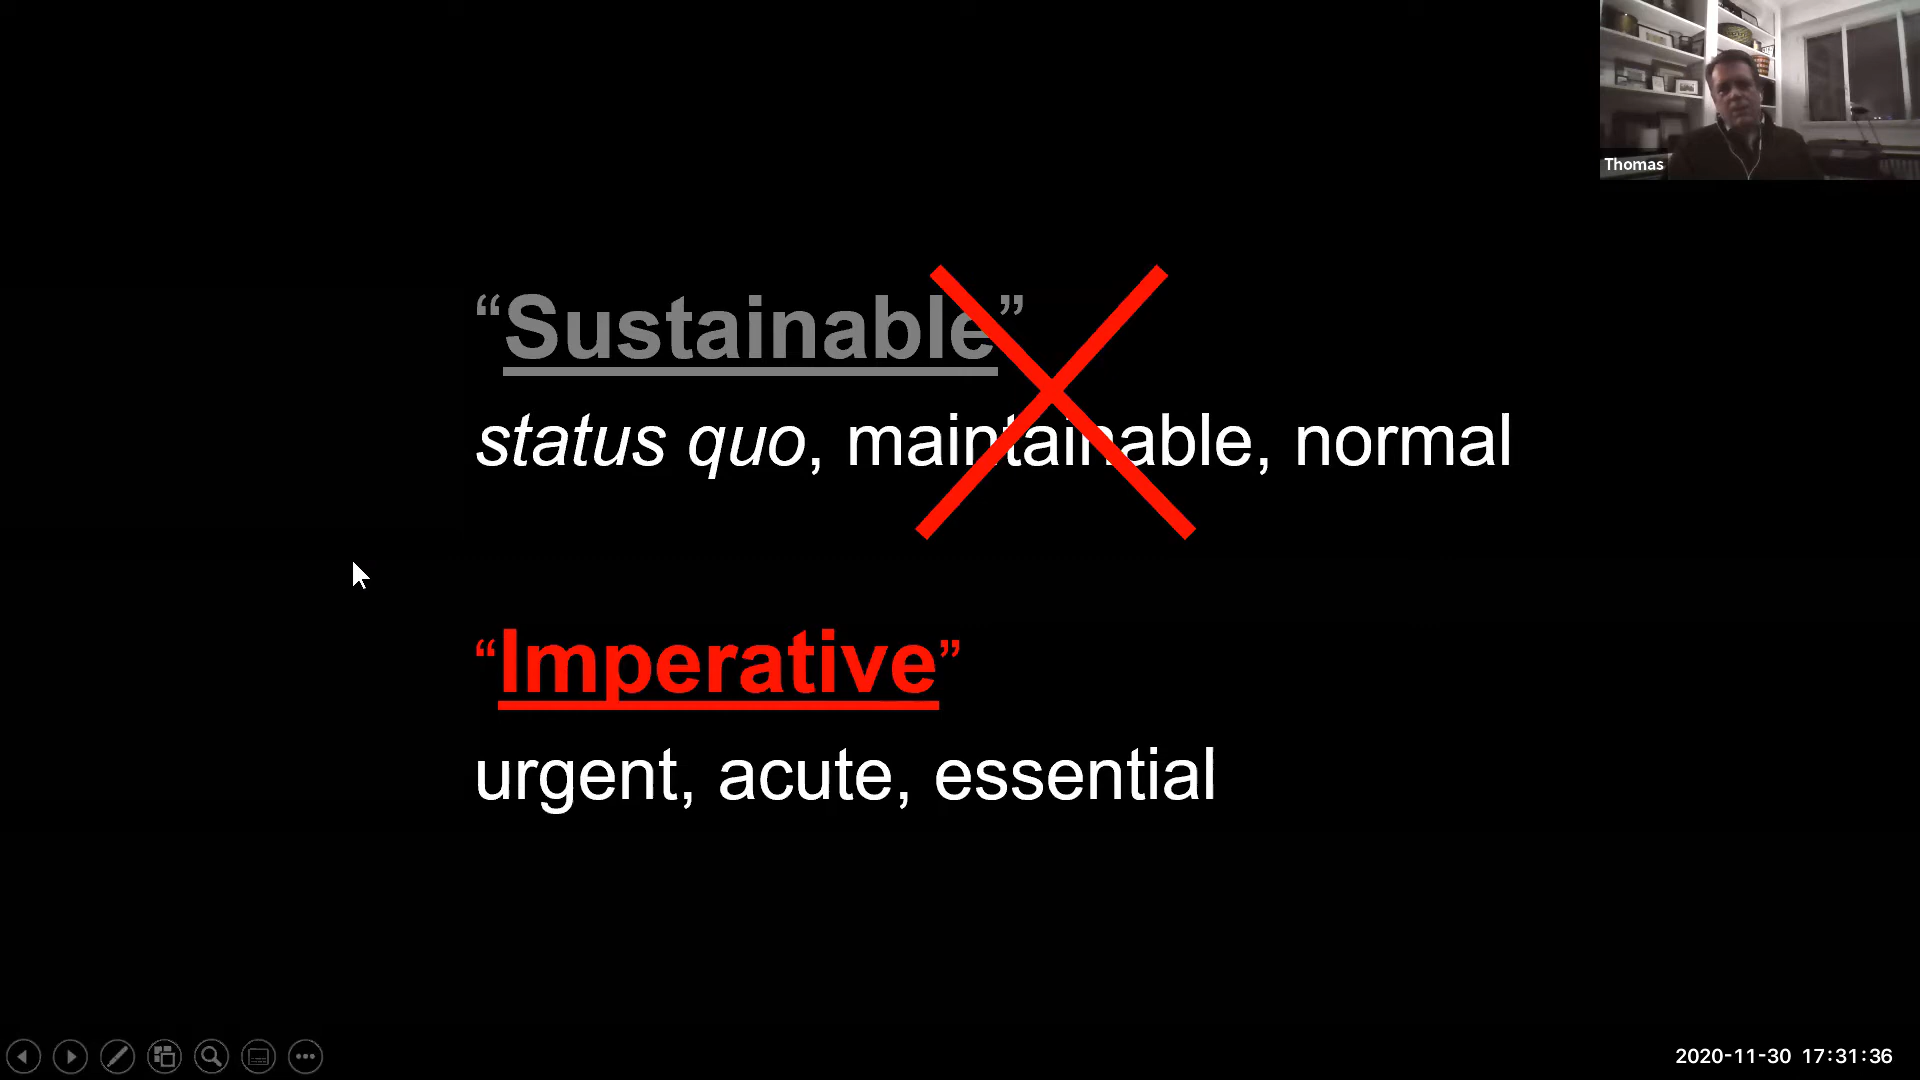 Thomas
“Sustainable”
status quo, maintainable, normal
“Imperative”
urgent, acute, essential
2020-11-30 17:31:36